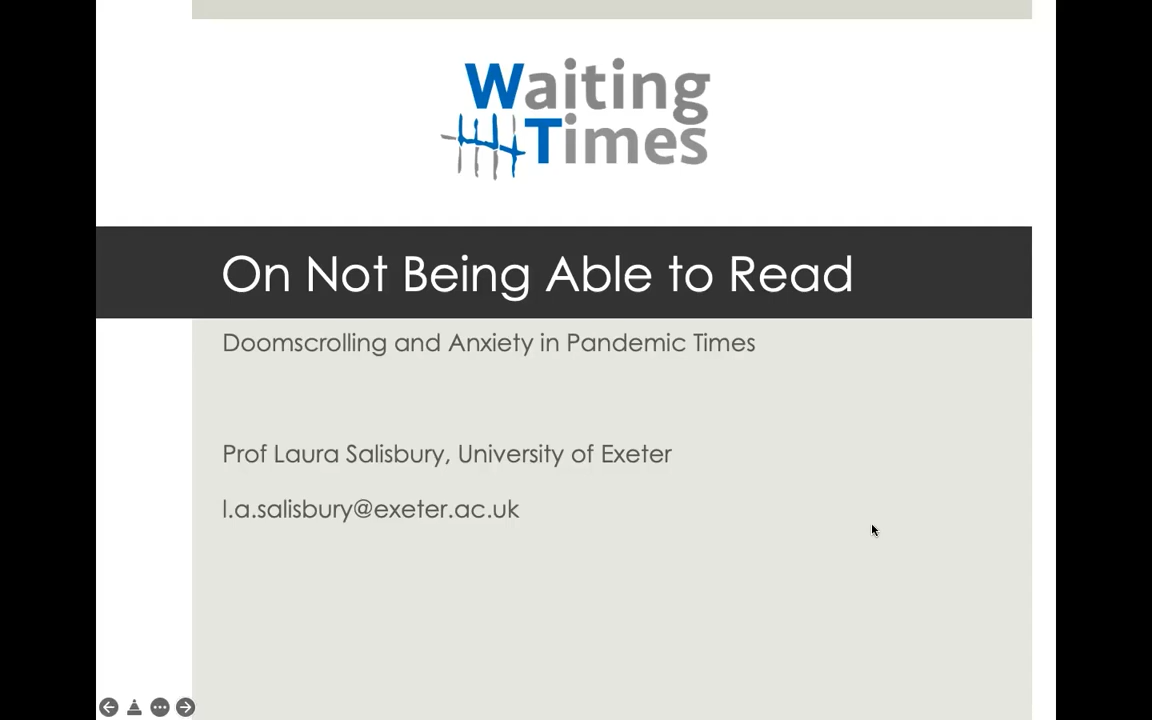 Waiting
Times
On Not Being Able to Read
Doomscrolling and Anxiety in Pandemic Times
Prof Laura Salisbury, University of Exeter
l.a.salisbury@exeter.ac.uk